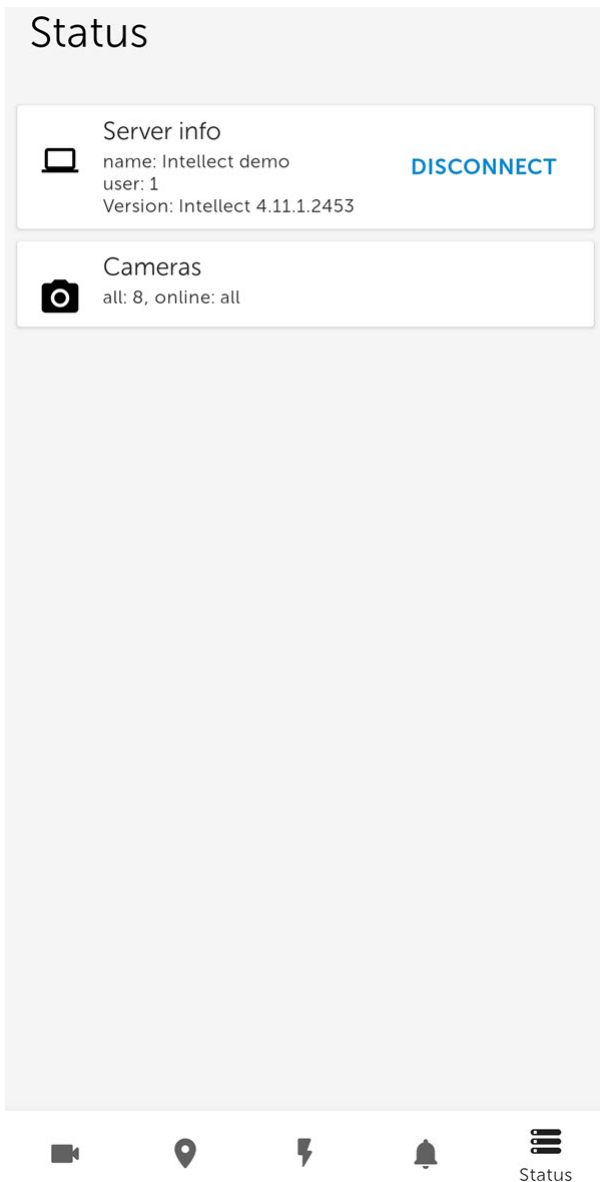 Status
Server info
name: Intellect demo
user: 1
Version: Intellect 4.11.1.2453
DISCONNECT
Cameras
all: 8, online: all
Status